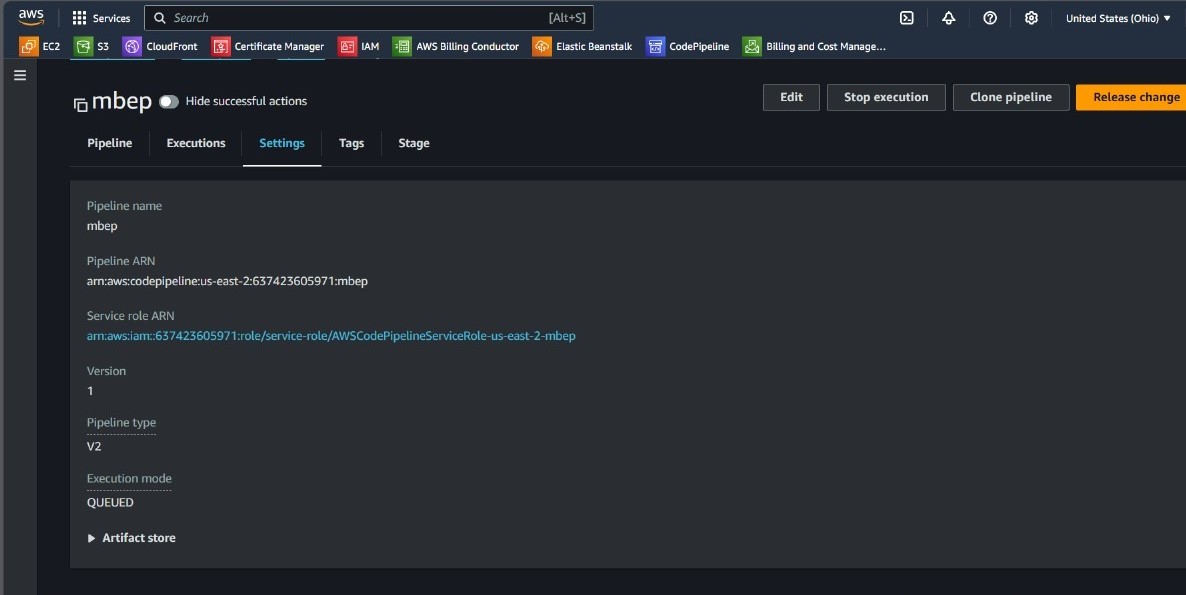 aws Services Search [Alt+S] United States (Ohio)
EC2 S3 CloudFront Certificate Manager IAM AWS Billing Conductor Elastic Beanstalk CodePipeline Billing and Cost Manage...
mbep Hide successful actions Edit Stop execution Clone pipeline Release change
Pipeline Executions Settings Tags Stage
Pipeline name
mbep
Pipeline ARN
arn:aws:codepipeline:us-east-2:637423605971:mbep
Service role ARN
arn:aws:iam::637423605971:role/service-role/AWSCodePipelineServiceRole-us-east-2-mbep
Version
1
Pipeline type
V2
Execution mode
QUEUED
Artifact store